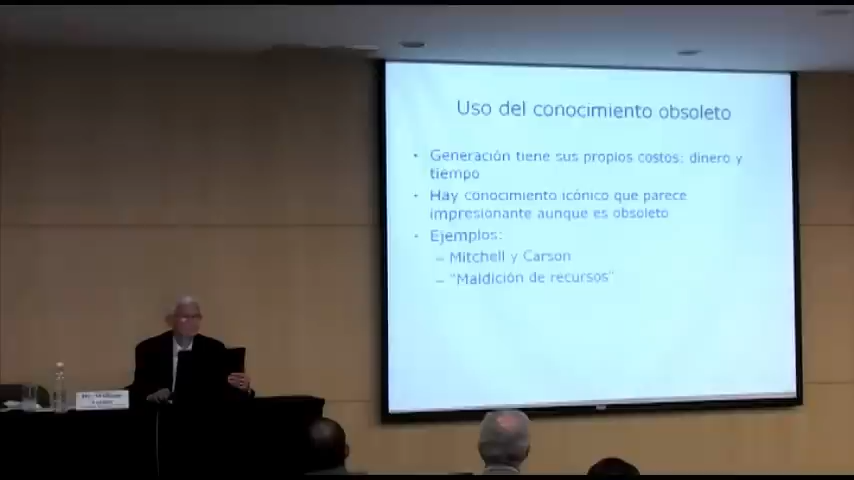 Uso del conocimiento obsoleto
• Generación tiene sus propios costos: dinero y
tiempo
• Hay conocimiento icónico que parece
impresionante aunque es obsoleto
• Ejemplos:
– Mitchell y Carson
– "Maldición de recursos"